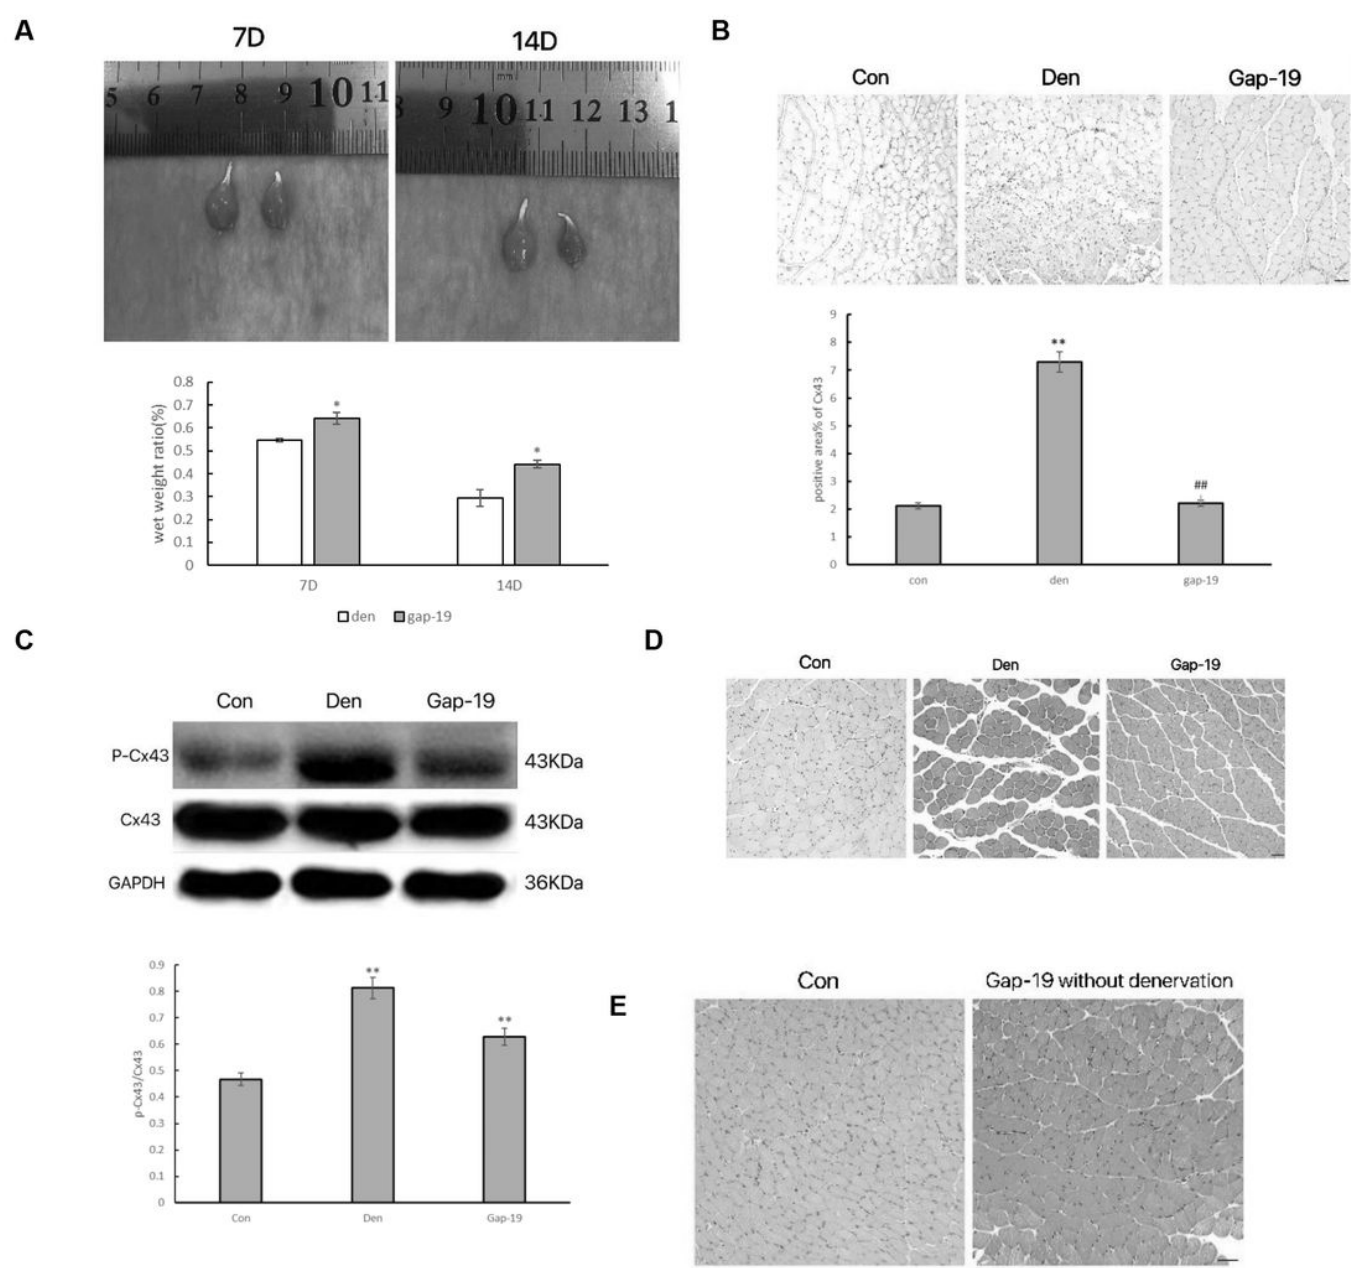 A
7D
14D
5 6 7 8 9 10 11
8 9 10 11 12 13 1
mm
0.8
0.7
0.6
0.5
0.4
0.3
0.2
0.1
0
wet weight ratio(%)
*
*
7D
14D
den
gap-19
B
Con
Den
Gap-19
9
8
7
6
5
4
3
2
1
0
positive area% of Cx43
**
##
con
den
gap-19
C
Con
Den
Gap-19
P-Cx43
43KDa
Cx43
43KDa
GAPDH
36KDa
0.9
0.8
0.7
0.6
0.5
0.4
0.3
0.2
0.1
0
p-Cx43/Cx43
**
**
Con
Den
Gap-19
D
Con
Den
Gap-19
E
Con
Gap-19 without denervation